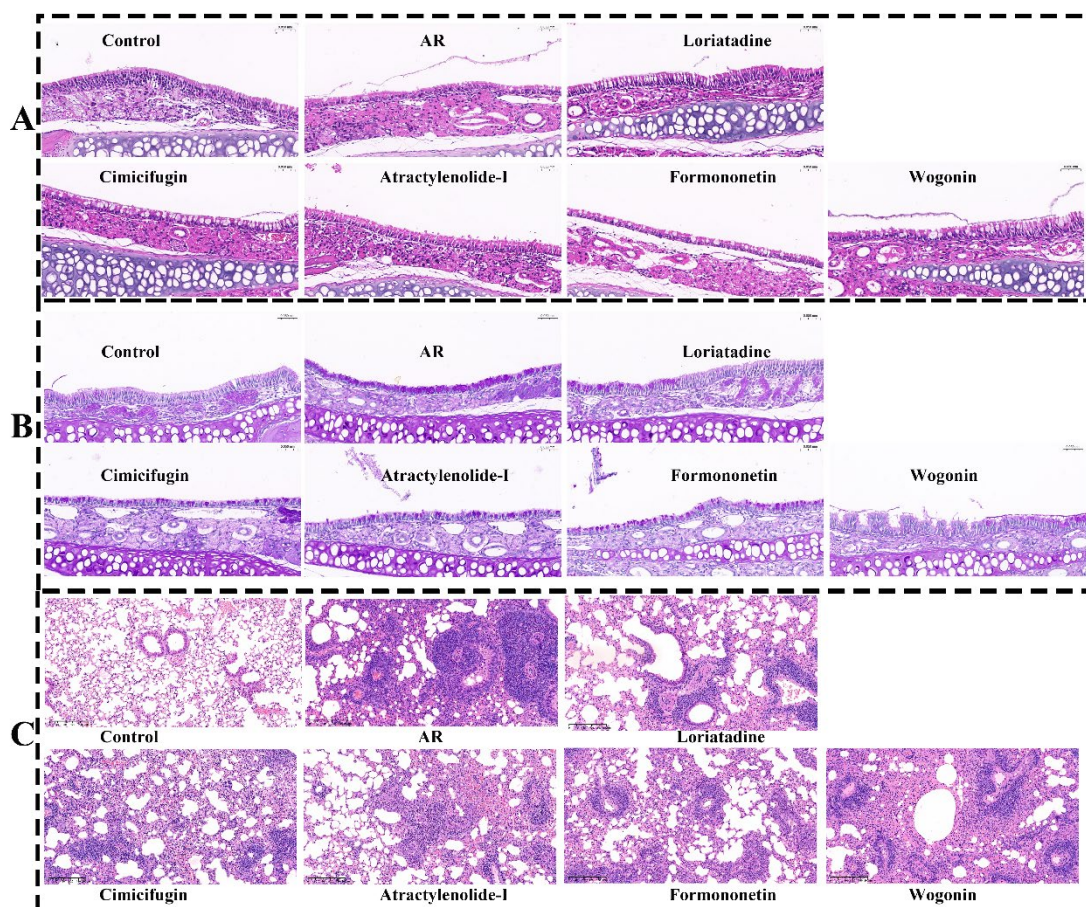 A
Control AR Loriatadine
Cimicifugin Atractylenolide-I Formononetin Wogonin
B
Control AR Loriatadine
Cimicifugin Atractylenolide-I Formononetin Wogonin
C
Control AR Loriatadine
Cimicifugin Atractylenolide-I Formononetin Wogonin